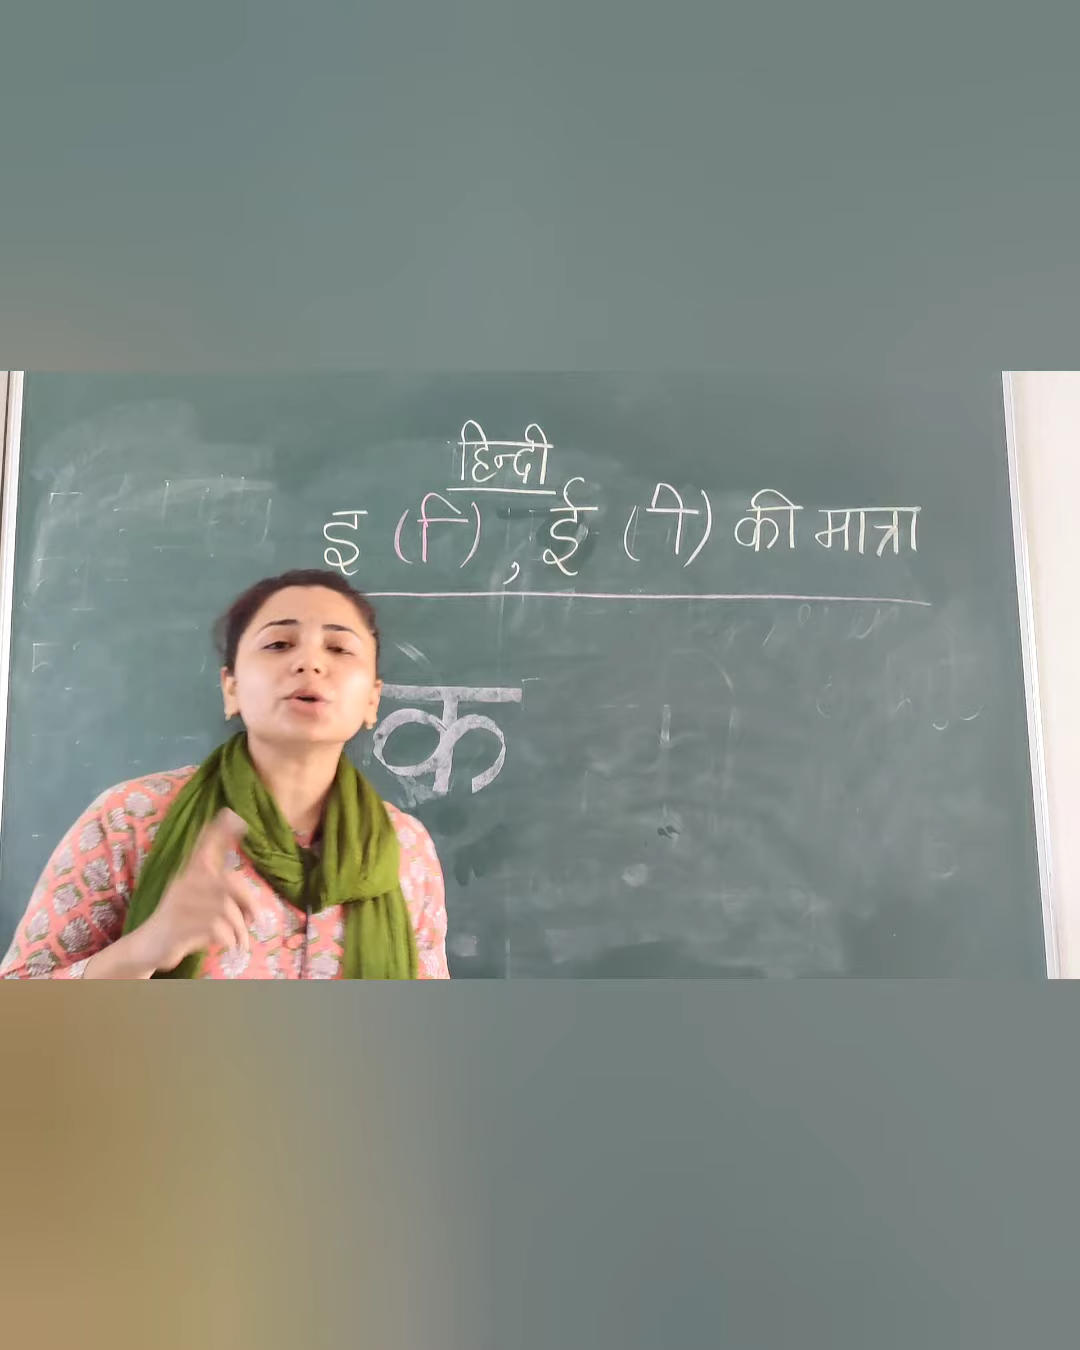 हिन्दी
इ (ि), ई (ी) की मात्रा
क